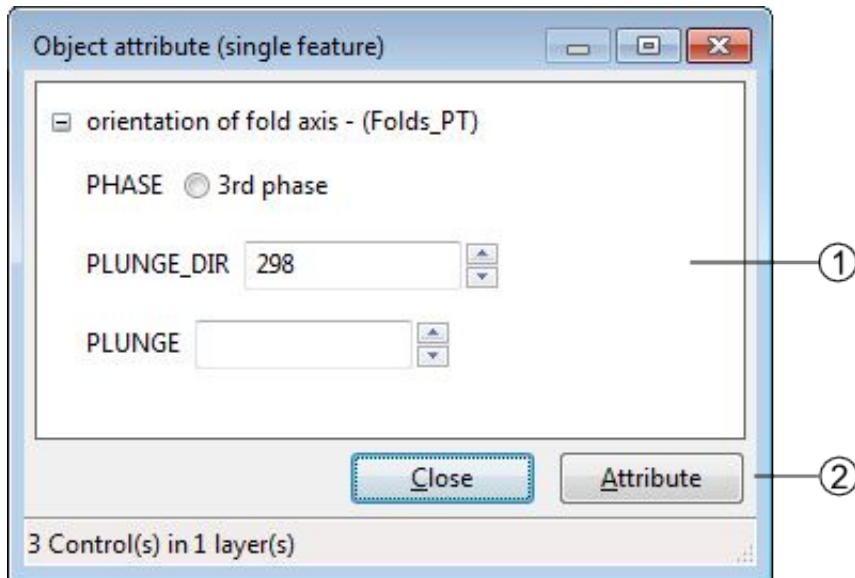 Object attribute (single feature)
orientation of fold axis - (Folds_PT)
PHASE 3rd phase
PLUNGE_DIR 298
①
PLUNGE
Close Attribute
②
3 Control(s) in 1 layer(s)